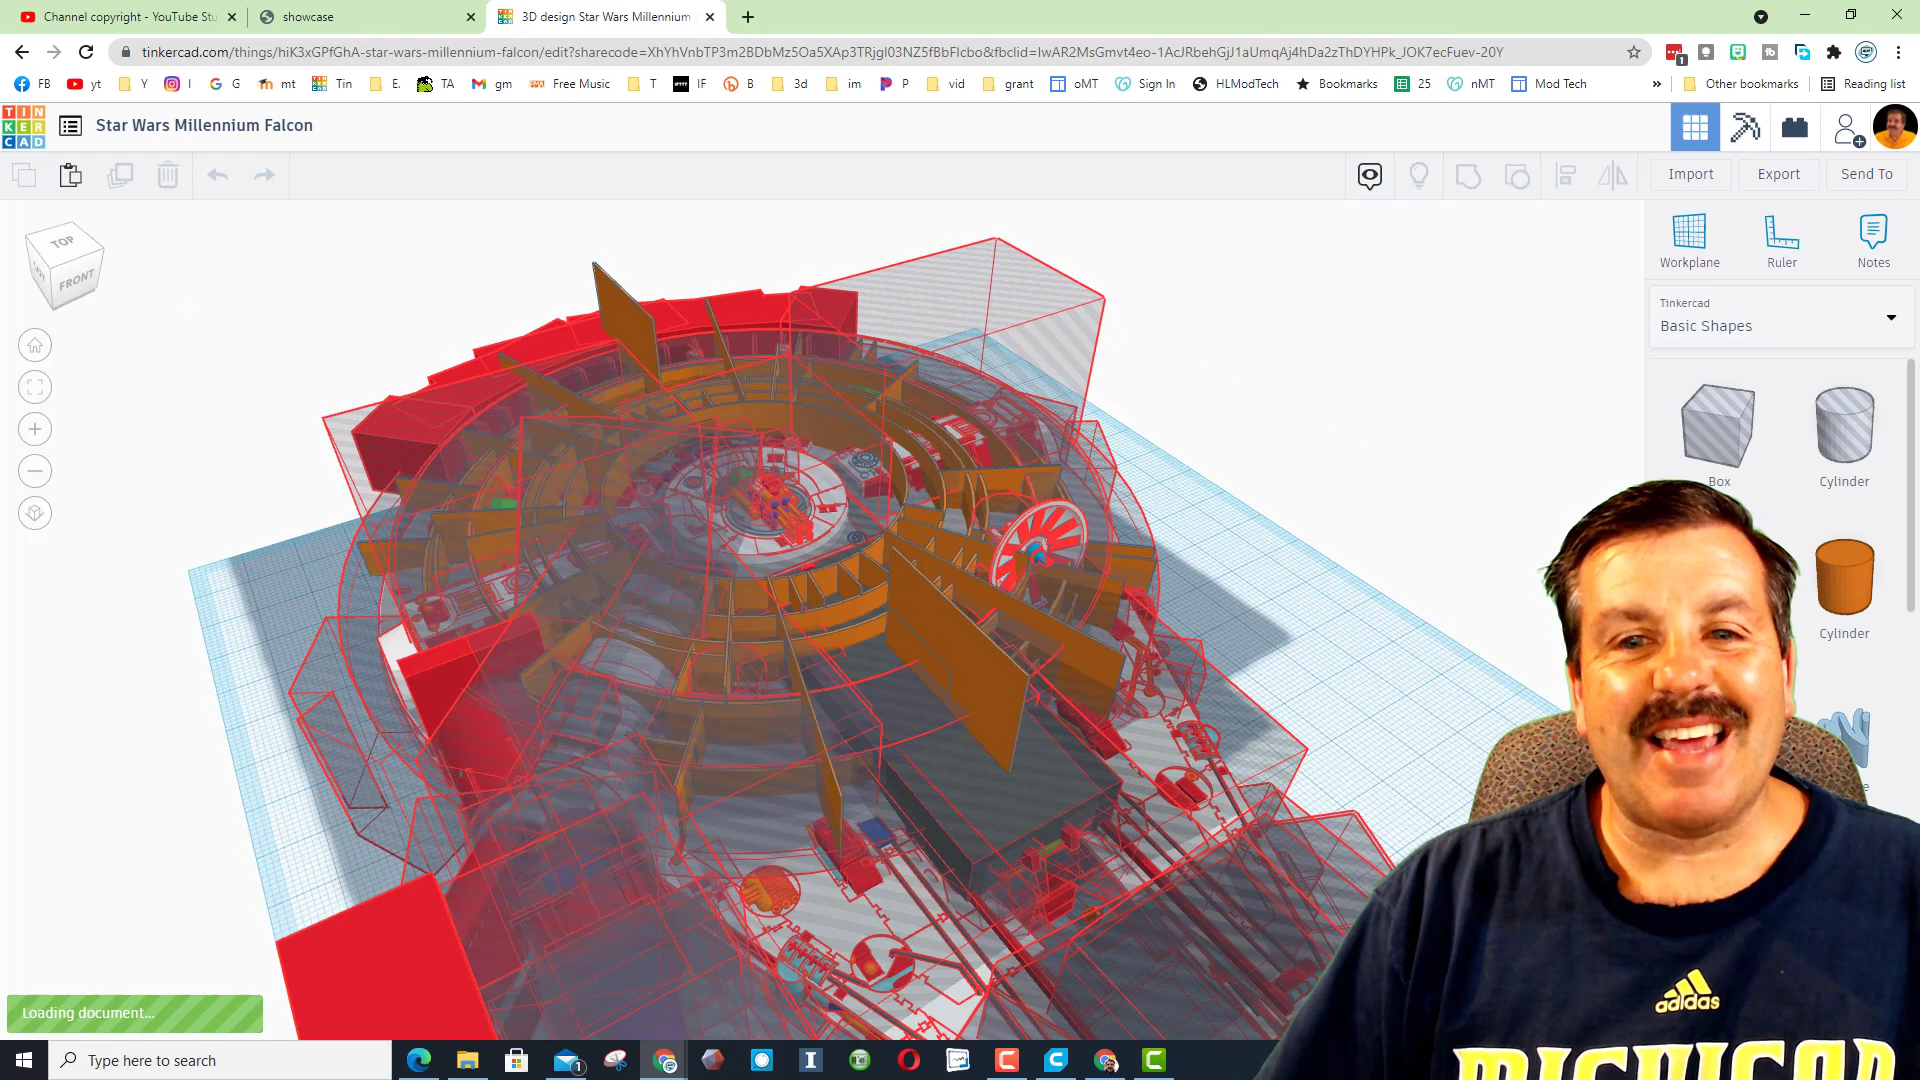 Channel copyright - YouTube Stu
showcase
3D design Star Wars Millennium
tinkercad.com/things/hiK3xGPfGhA-star-wars-millennium-falcon/edit?sharecode=XhYhVnbTP3m2BDbMz5Oa5XAp3TRjgI03NZ5fBbFIcbo&fbclid=IwAR2MsGmvt4eo-1AcJRbehGjJ1aUmqAj4hDa2zThDYHPk_JOK7ecFuev-20Y
FB yt Y I G mt Tin E. TA gm Free Music T IF B 3d im P vid grant oMT Sign In HLModTech Bookmarks 25 nMT Mod Tech » Other bookmarks Reading list
TIN
KER
CAD
Star Wars Millennium Falcon
Import Export Send To
TOP
FRONT
Workplane Ruler Notes
Tinkercad
Basic Shapes
Box Cylinder
Cylinder
adidas
MICHIGAN
Loading document...
Type here to search
1